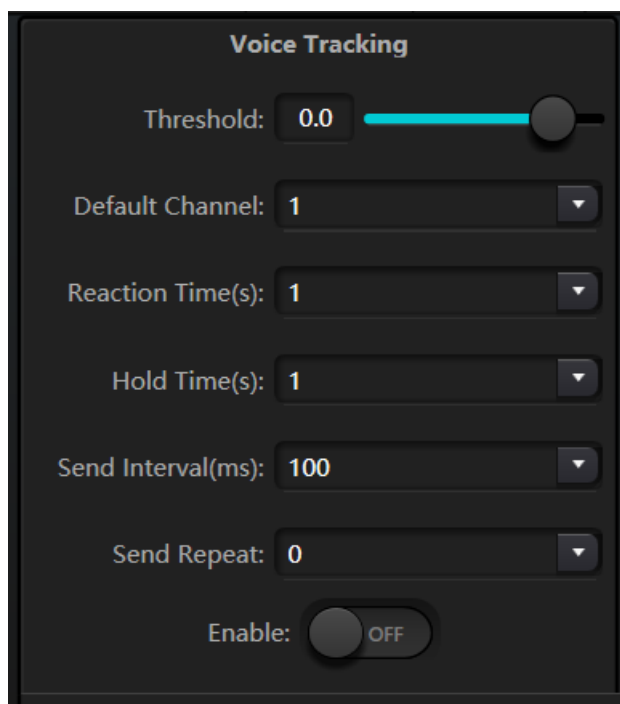 Voice Tracking
Threshold: 0.0
Default Channel: 1
Reaction Time(s): 1
Hold Time(s): 1
Send Interval(ms): 100
Send Repeat: 0
Enable: OFF